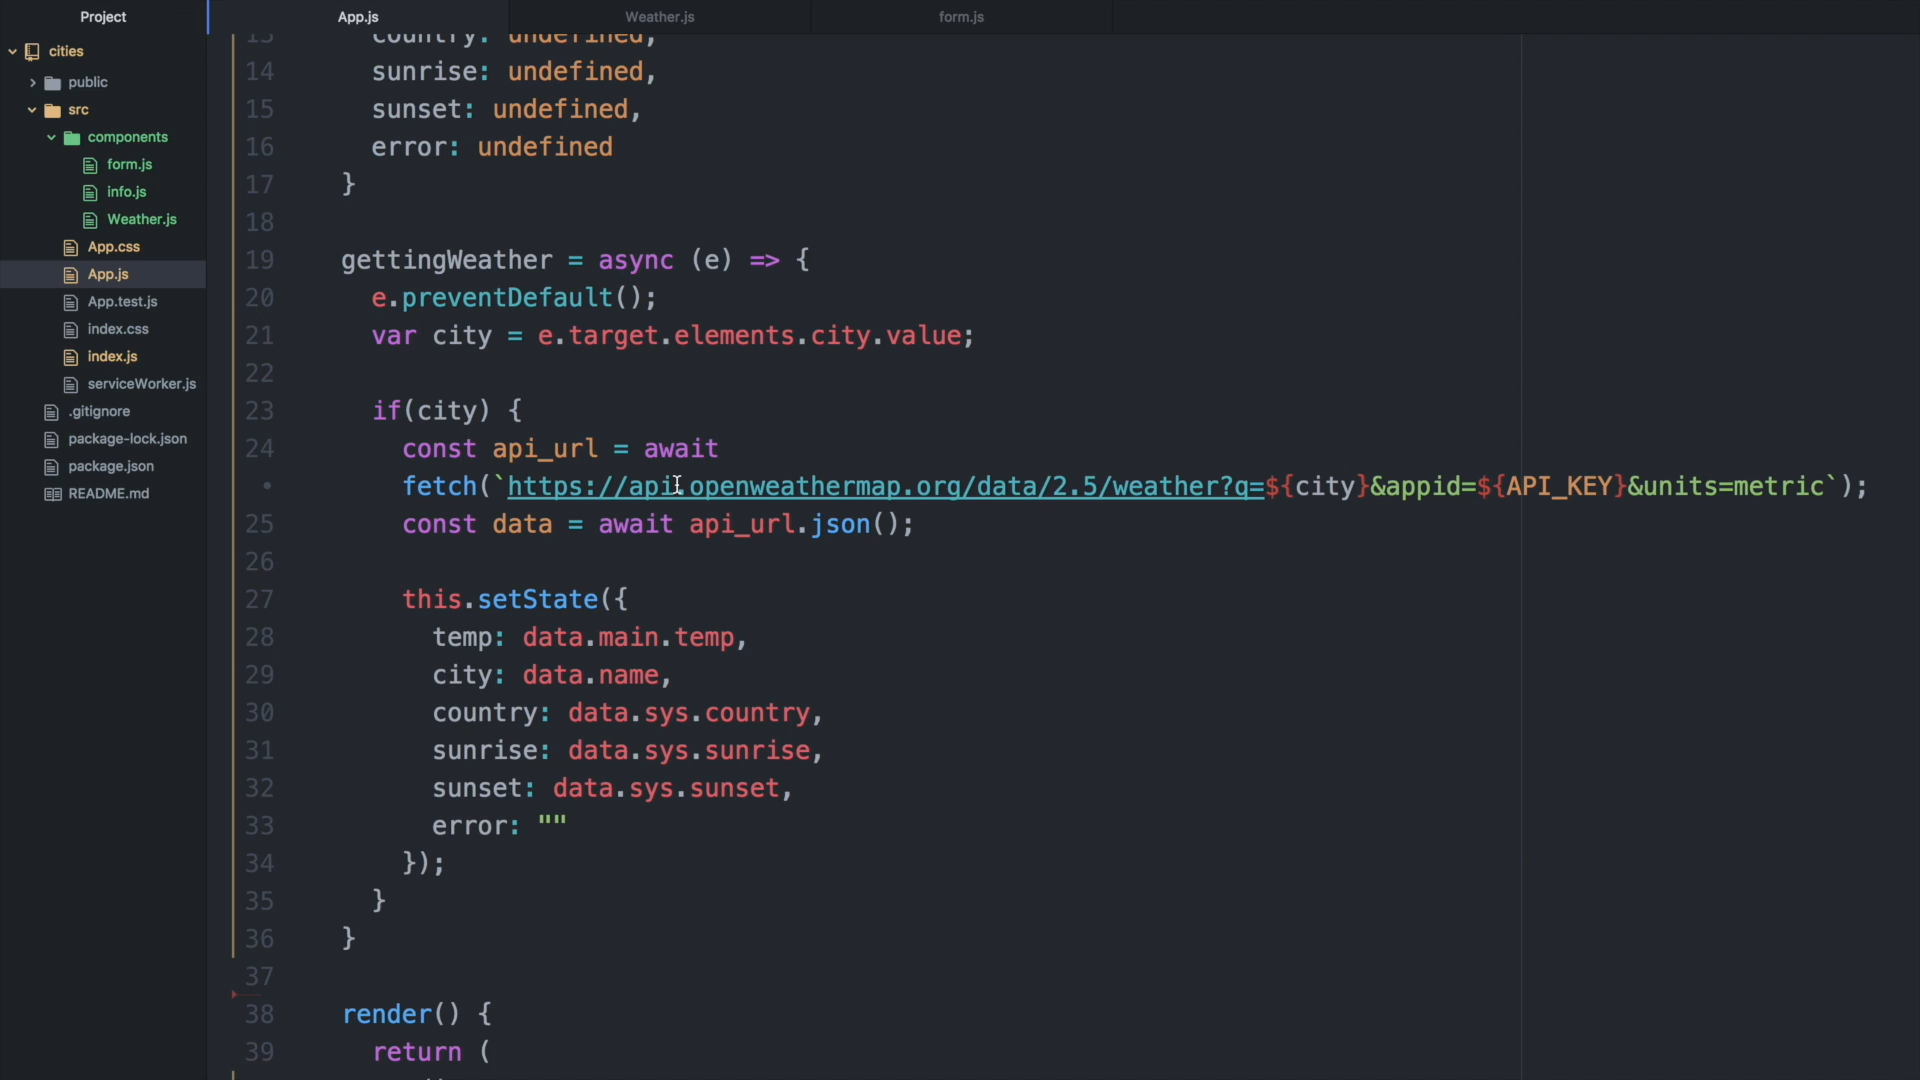 Project
App.js
Weather.js
form.js
cities
public
src
components
form.js
info.js
Weather.js
App.css
App.js
App.test.js
index.css
index.js
serviceWorker.js
.gitignore
package-lock.json
package.json
README.md
13 country: undefined,
14 sunrise: undefined,
15 sunset: undefined,
16 error: undefined
17 }
18
19 gettingWeather = async (e) => {
20 e.preventDefault();
21 var city = e.target.elements.city.value;
22
23 if(city) {
24 const api_url = await
• fetch(`https://api.openweathermap.org/data/2.5/weather?q=${city}&appid=${API_KEY}&units=metric`);
25 const data = await api_url.json();
26
27 this.setState({
28 temp: data.main.temp,
29 city: data.name,
30 country: data.sys.country,
31 sunrise: data.sys.sunrise,
32 sunset: data.sys.sunset,
33 error: ""
34 });
35 }
36 }
37
38 render() {
39 return (